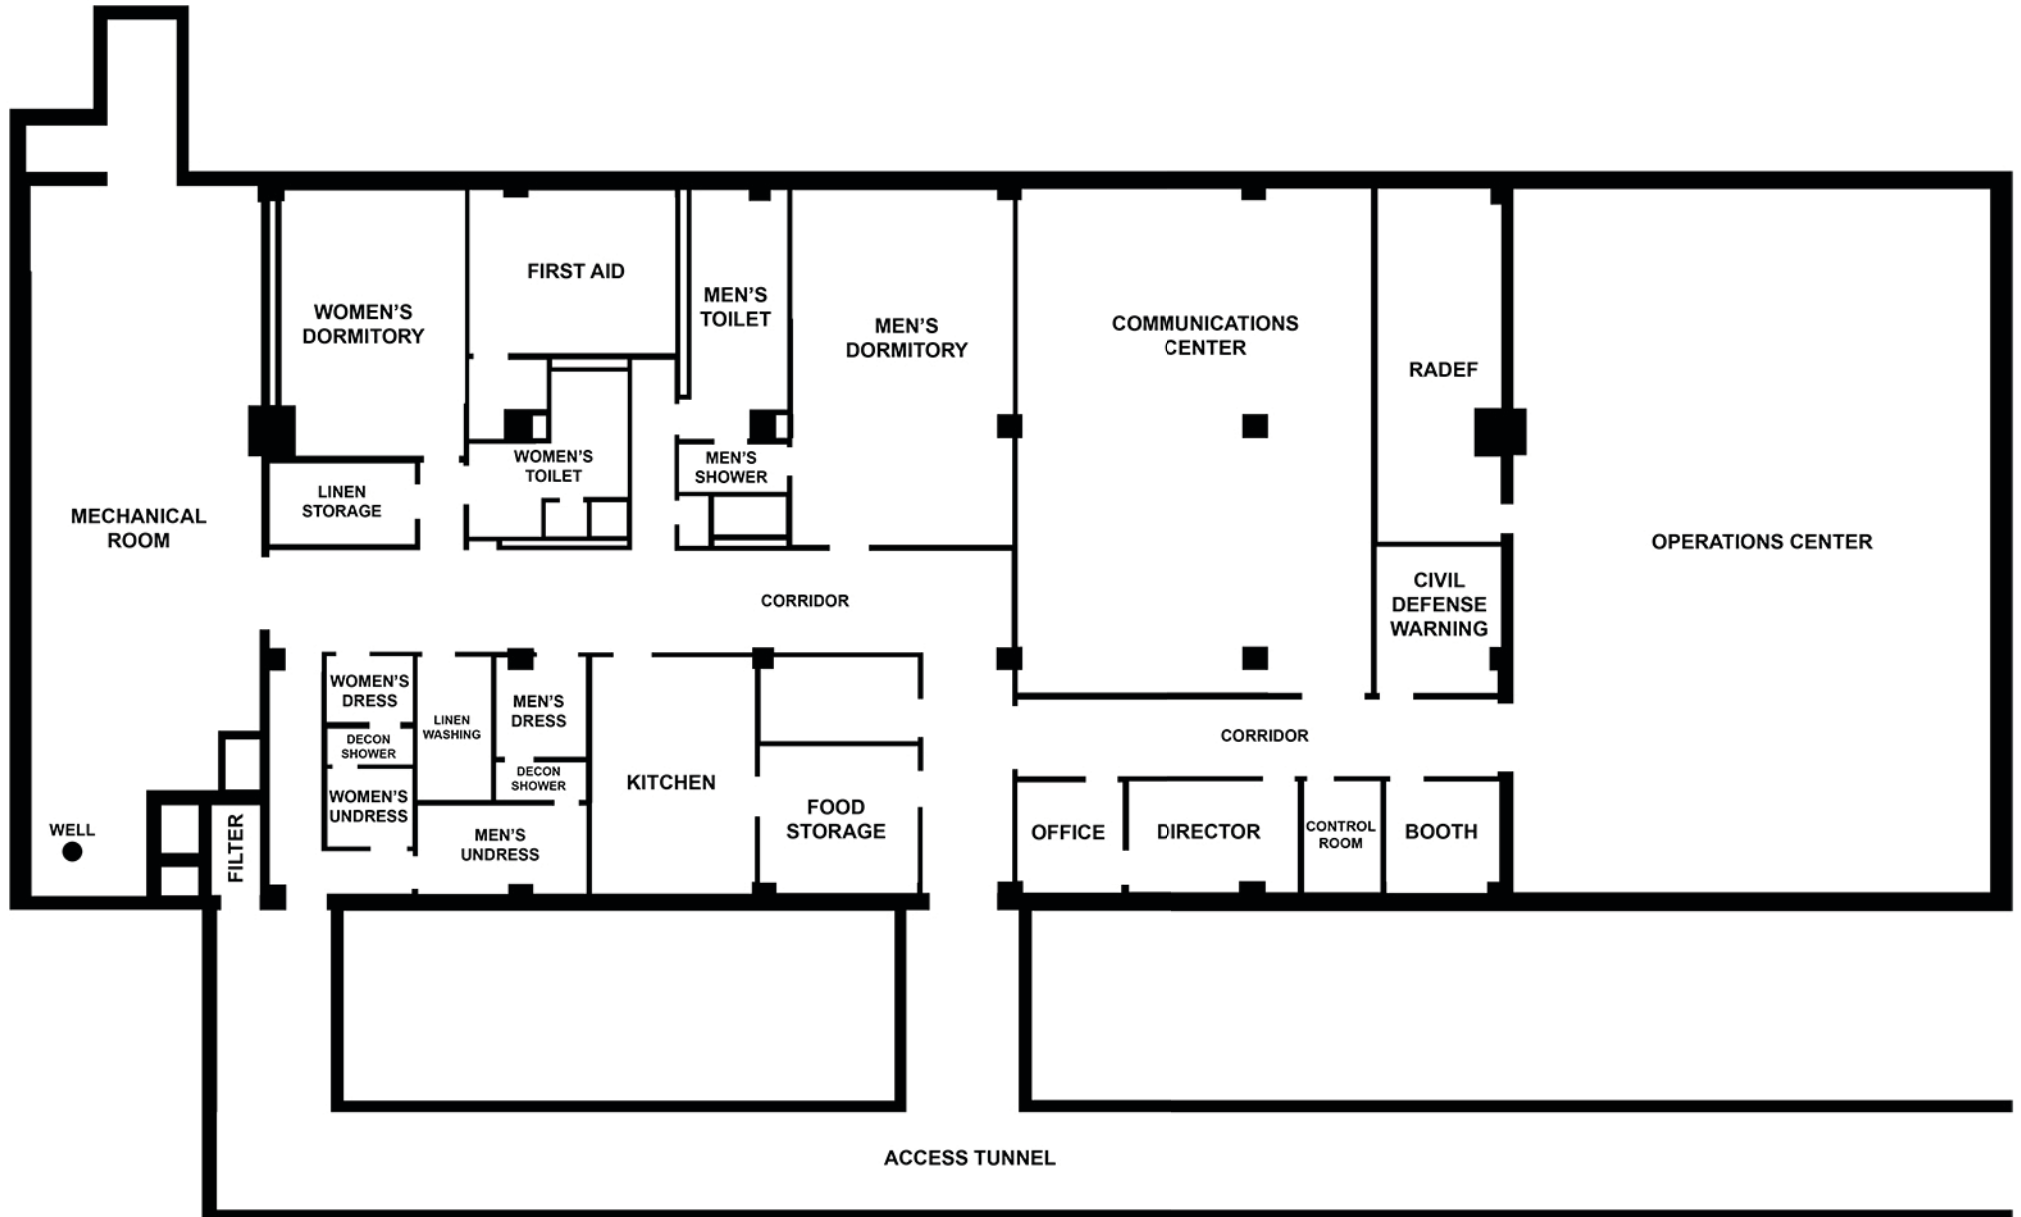 FIRST AID
WOMEN'S
DORMITORY
MEN'S
TOILET
MEN'S
DORMITORY
COMMUNICATIONS
CENTER
RADEF
WOMEN'S
TOILET
MEN'S
SHOWER
LINEN
STORAGE
MECHANICAL
ROOM
OPERATIONS CENTER
CORRIDOR
CIVIL
DEFENSE
WARNING
WOMEN'S
DRESS
LINEN
WASHING
MEN'S
DRESS
DECON
SHOWER
DECON
SHOWER
CORRIDOR
KITCHEN
WOMEN'S
UNDRESS
MEN'S
UNDRESS
FOOD
STORAGE
OFFICE
DIRECTOR
CONTROL
ROOM
BOOTH
WELL
FILTER
ACCESS TUNNEL